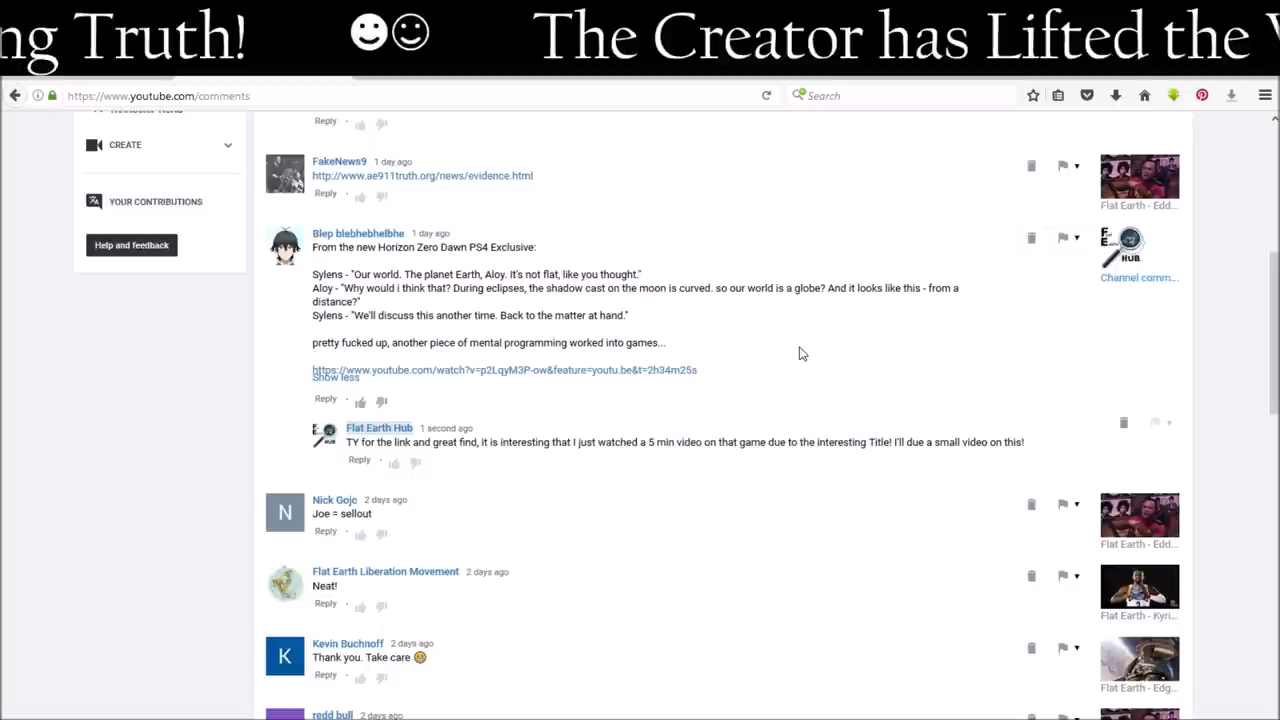 ng Truth!
The Creator has Lifted the
https://www.youtube.com/comments
Search
CREATE
YOUR CONTRIBUTIONS
Help and feedback
Reply
FakeNews9 1 day ago
http://www.ae911truth.org/news/evidence.html
Reply
Flat Earth - Edd...
Blep blebhebhelbhe 1 day ago
From the new Horizon Zero Dawn PS4 Exclusive:
Sylens - "Our world. The planet Earth, Aloy. It's not flat, like you thought."
Aloy - "Why would i think that? During eclipses, the shadow cast on the moon is curved. so our world is a globe? And it looks like this - from a
distance?"
Sylens - "We'll discuss this another time. Back to the matter at hand."
pretty fucked up, another piece of mental programming worked into games...
https://www.youtube.com/watch?v=p2LqyM3P-ow&feature=youtu.be&t=2h34m25s
Show less
Reply
HUB
Channel comm...
Flat Earth Hub 1 second ago
TY for the link and great find, it is interesting that I just watched a 5 min video on that game due to the interesting Title! I'll due a small video on this!
Reply
N
Nick Gojc 2 days ago
Joe = sellout
Reply
Flat Earth - Edd...
Flat Earth Liberation Movement 2 days ago
Neat!
Reply
Flat Earth - Kyri...
K
Kevin Buchnoff 2 days ago
Thank you. Take care
Reply
Flat Earth - Edg...
redd bull 2 days ago